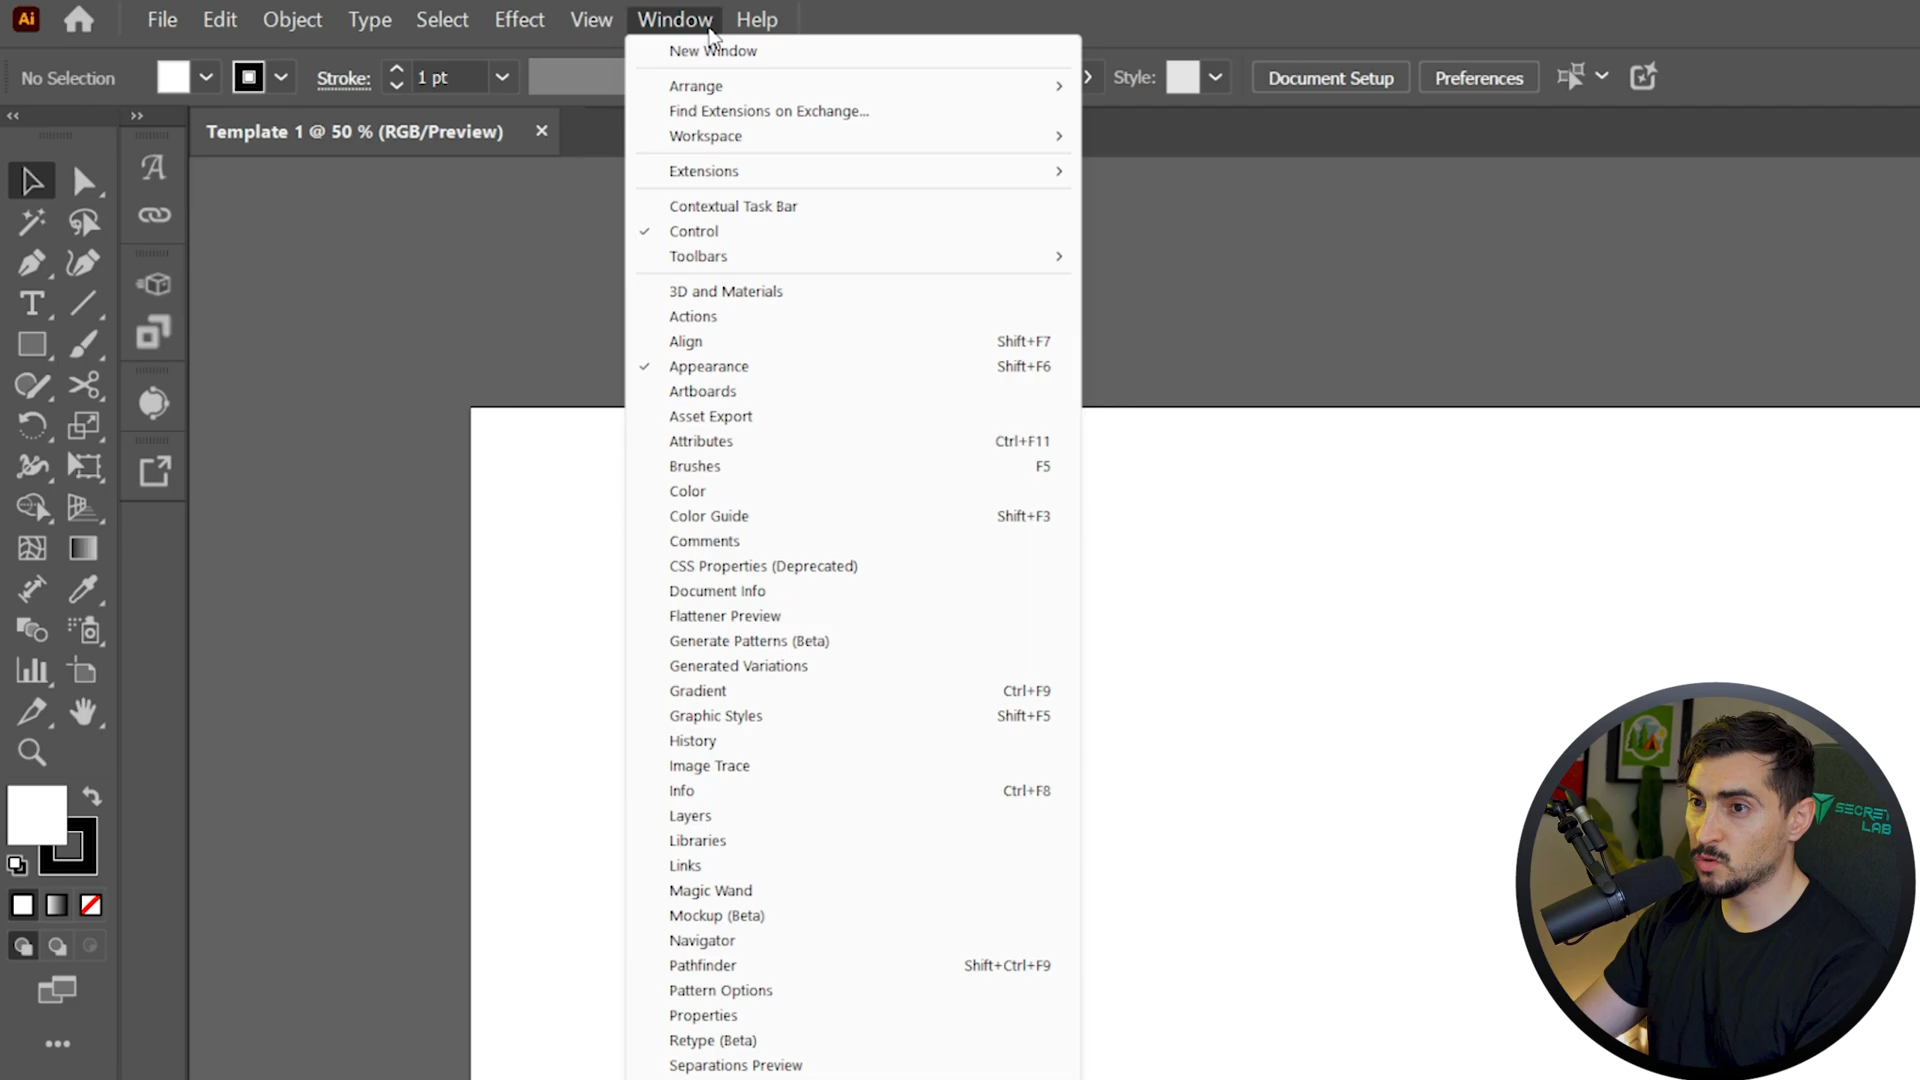 Ai File Edit Object Type Select Effect View Window Help
No Selection Stroke: 1 pt Style: Document Setup Preferences
Template 1 @ 50 % (RGB/Preview)
New Window
Arrange
Find Extensions on Exchange...
Workspace
Extensions
Contextual Task Bar
Control
Toolbars
3D and Materials
Actions
Align Shift+F7
Appearance Shift+F6
Artboards
Asset Export
Attributes Ctrl+F11
Brushes F5
Color
Color Guide Shift+F3
Comments
CSS Properties (Deprecated)
Document Info
Flattener Preview
Generate Patterns (Beta)
Generated Variations
Gradient Ctrl+F9
Graphic Styles Shift+F5
History
Image Trace
Info Ctrl+F8
Layers
Libraries
Links
Magic Wand
Mockup (Beta)
Navigator
Pathfinder Shift+Ctrl+F9
Pattern Options
Properties
Retype (Beta)
Separations Preview
SECRET
LAB